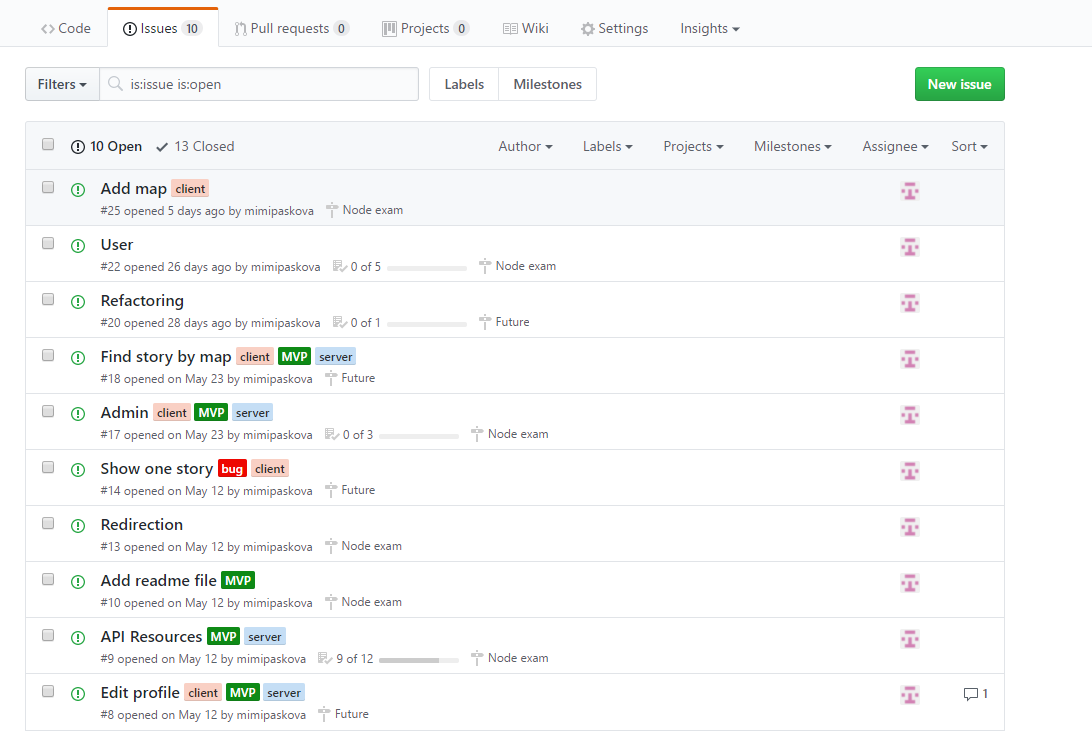 Code Issues 10 Pull requests 0 Projects 0 Wiki Settings Insights
Filters is:issue is:open Labels Milestones New issue
10 Open 13 Closed Author Labels Projects Milestones Assignee Sort
Add map client
#25 opened 5 days ago by mimipaskova Node exam
User
#22 opened 26 days ago by mimipaskova 0 of 5 Node exam
Refactoring
#20 opened 28 days ago by mimipaskova 0 of 1 Future
Find story by map client MVP server
#18 opened on May 23 by mimipaskova Future
Admin client MVP server
#17 opened on May 23 by mimipaskova 0 of 3 Node exam
Show one story bug client
#14 opened on May 12 by mimipaskova Future
Redirection
#13 opened on May 12 by mimipaskova Node exam
Add readme file MVP
#10 opened on May 12 by mimipaskova Node exam
API Resources MVP server
#9 opened on May 12 by mimipaskova 9 of 12 Node exam
Edit profile client MVP server 1
#8 opened on May 12 by mimipaskova Future